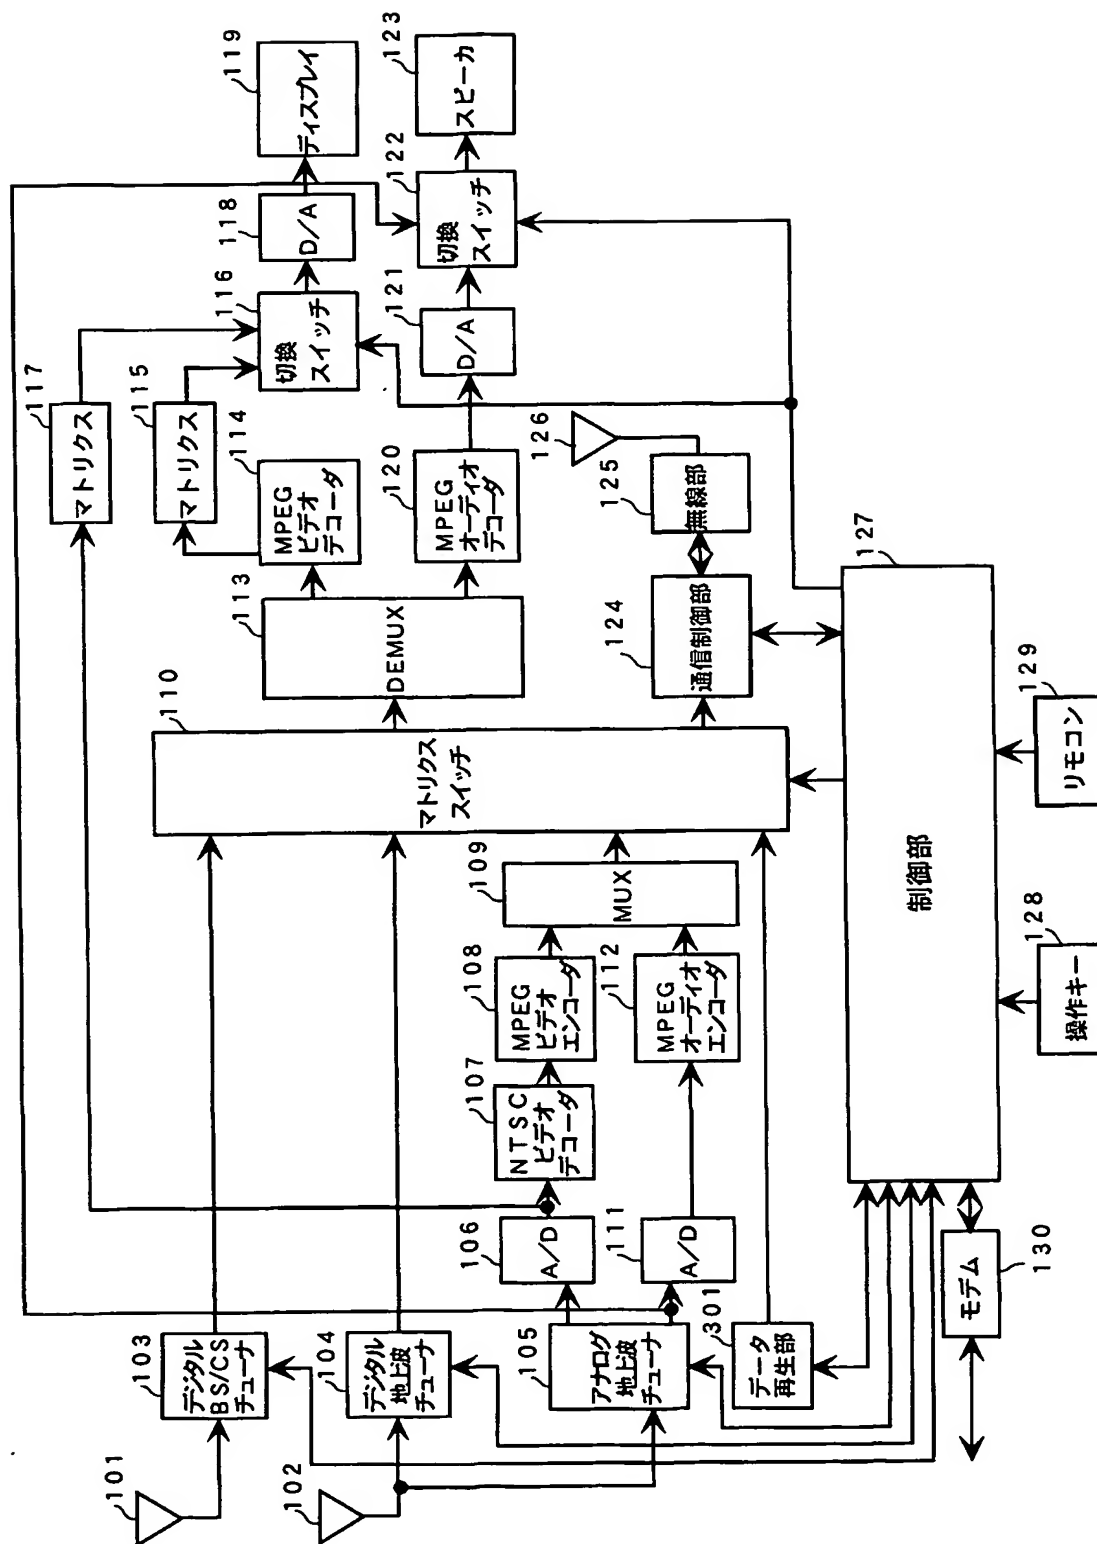 101
102
103
デジタル
BS/CS
チューナ
104
デジタル
地上波
チューナ
105
アナログ
地上波
チューナ
301
データ
再生部
106
A/D
111
A/D
107
NTSC
ビデオ
デコーダ
108
MPEG
ビデオ
エンコーダ
112
MPEG
オーディオ
エンコーダ
109
MUX
110
マトリクス
スイッチ
113
DEMUX
114
MPEG
ビデオ
デコーダ
120
MPEG
オーディオ
デコーダ
117
マトリクス
115
マトリクス
116
切換
スイッチ
118
D/A
119
ディスプレイ
121
D/A
122
切換
スイッチ
123
スピーカ
124
通信制御部
125
無線部
126
127
制御部
128
操作キー
129
リモコン
130
モデム